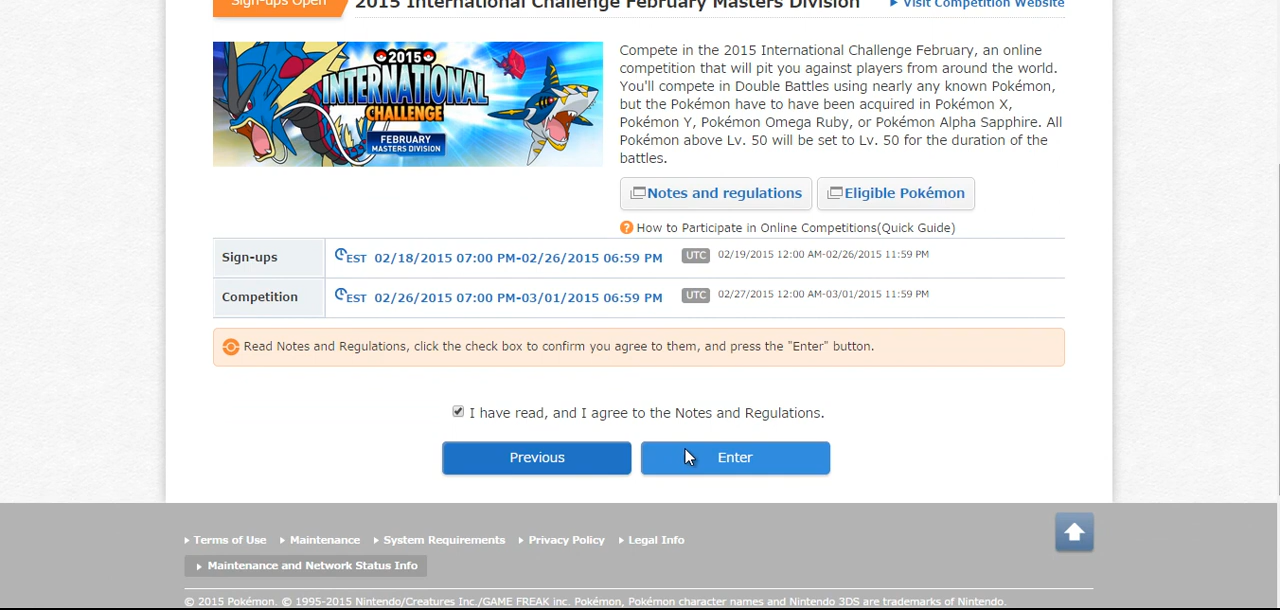 Sign-ups Open
2015 International Challenge February Masters Division
Visit Competition Website
2015
INTERNATIONAL
CHALLENGE
FEBRUARY
MASTERS DIVISION
Compete in the 2015 International Challenge February, an online
competition that will pit you against players from around the world.
You'll compete in Double Battles using nearly any known Pokémon,
but the Pokémon have to have been acquired in Pokémon X,
Pokémon Y, Pokémon Omega Ruby, or Pokémon Alpha Sapphire. All
Pokémon above Lv. 50 will be set to Lv. 50 for the duration of the
battles.
Notes and regulations
Eligible Pokémon
? How to Participate in Online Competitions(Quick Guide)
Sign-ups EST 02/18/2015 07:00 PM-02/26/2015 06:59 PM UTC 02/19/2015 12:00 AM-02/26/2015 11:59 PM
Competition EST 02/26/2015 07:00 PM-03/01/2015 06:59 PM UTC 02/27/2015 12:00 AM-03/01/2015 11:59 PM
Read Notes and Regulations, click the check box to confirm you agree to them, and press the "Enter" button.
I have read, and I agree to the Notes and Regulations.
Previous
Enter
Terms of Use Maintenance System Requirements Privacy Policy Legal Info
Maintenance and Network Status Info
© 2015 Pokémon. © 1995-2015 Nintendo/Creatures Inc./GAME FREAK inc. Pokémon, Pokémon character names and Nintendo 3DS are trademarks of Nintendo.